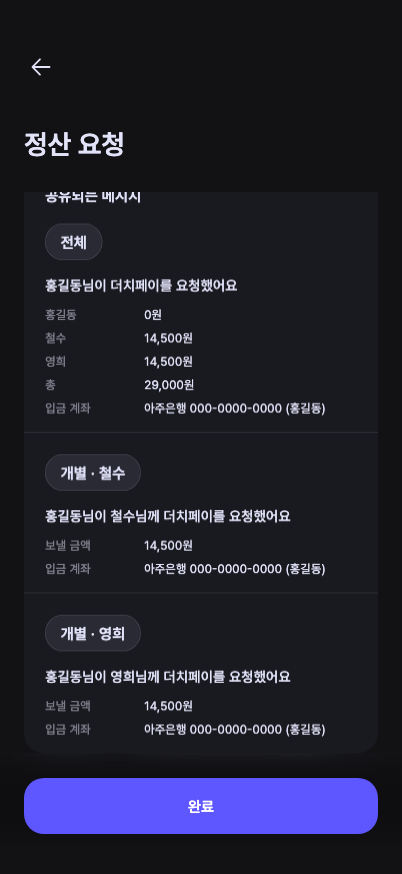 정산 요청
공유되는 메시지
전체
홍길동님이 더치페이를 요청했어요
홍길동 0원
철수 14,500원
영희 14,500원
총 29,000원
입금 계좌 아주은행 000-0000-0000 (홍길동)
개별 · 철수
홍길동님이 철수님께 더치페이를 요청했어요
보낼 금액 14,500원
입금 계좌 아주은행 000-0000-0000 (홍길동)
개별 · 영희
홍길동님이 영희님께 더치페이를 요청했어요
보낼 금액 14,500원
입금 계좌 아주은행 000-0000-0000 (홍길동)
완료